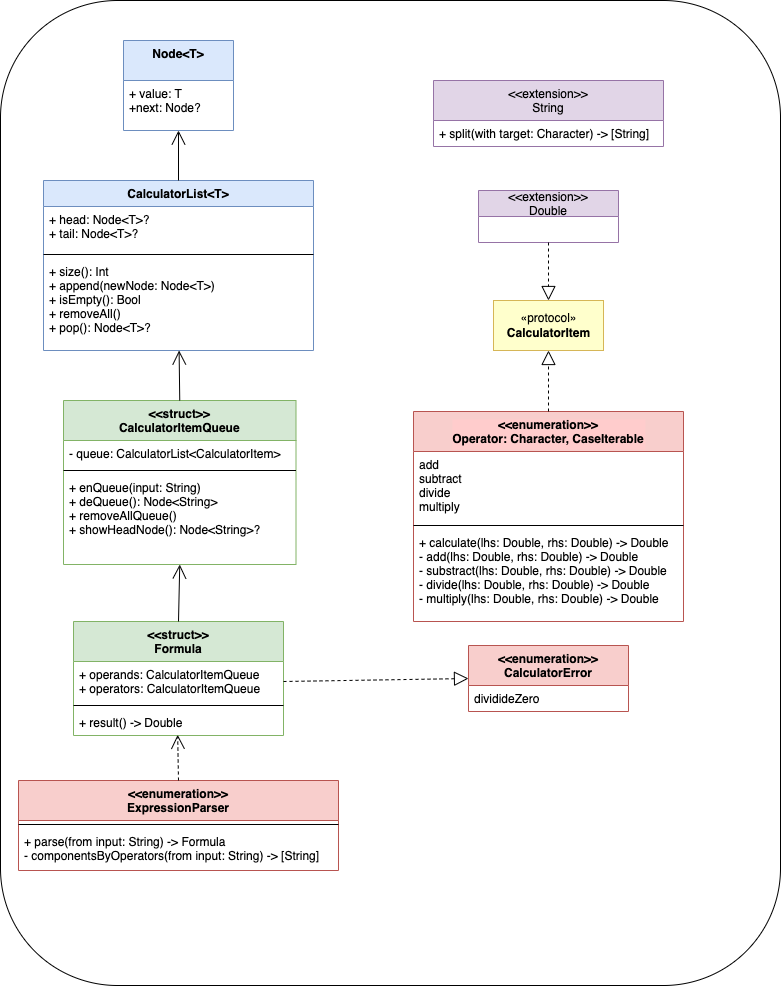 Node<T>
+ value: T
+next: Node?
CalculatorList<T>
+ head: Node<T>?
+ tail: Node<T>?
+ size(): Int
+ append(newNode: Node<T>)
+ isEmpty(): Bool
+ removeAll()
+ pop(): Node<T>?
<<struct>>
CalculatorItemQueue
- queue: CalculatorList<CalculatorItem>
+ enQueue(input: String)
+ deQueue(): Node<String>
+ removeAllQueue()
+ showHeadNode(): Node<String>?
<<struct>>
Formula
+ operands: CalculatorItemQueue
+ operators: CalculatorItemQueue
+ result() -> Double
<<enumeration>>
ExpressionParser
+ parse(from input: String) -> Formula
- componentsByOperators(from input: String) -> [String]
<<extension>>
String
+ split(with target: Character) -> [String]
<<extension>>
Double
«protocol»
CalculatorItem
<<enumeration>>
Operator: Character, CaseIterable
add
subtract
divide
multiply
+ calculate(lhs: Double, rhs: Double) -> Double
- add(lhs: Double, rhs: Double) -> Double
- substract(lhs: Double, rhs: Double) -> Double
- divide(lhs: Double, rhs: Double) -> Double
- multiply(lhs: Double, rhs: Double) -> Double
<<enumeration>>
CalculatorError
dividideZero